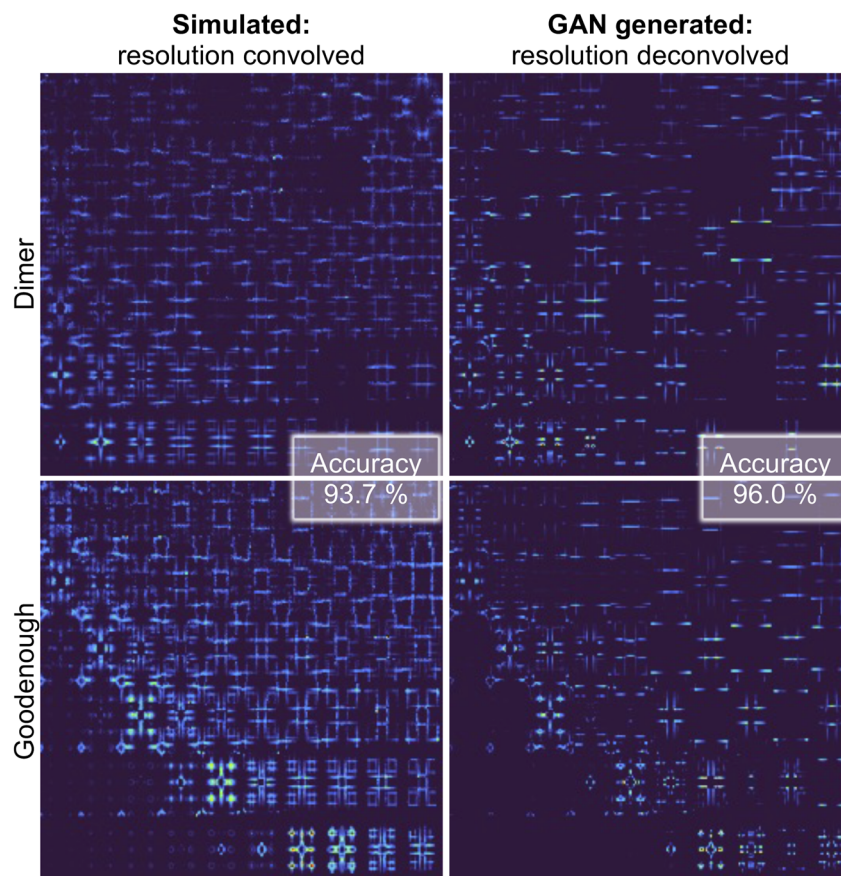 Simulated:
resolution convolved
GAN generated:
resolution deconvolved
Dimer
Accuracy
93.7 %
Accuracy
96.0 %
Goodenough